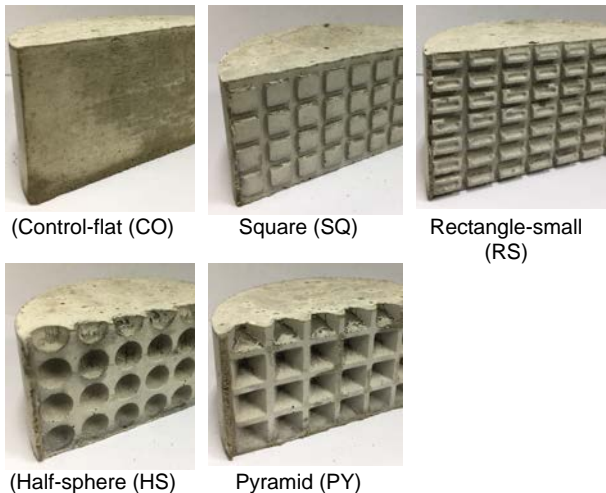 (Control-flat (CO)
Square (SQ)
Rectangle-small
(RS)
(Half-sphere (HS)
Pyramid (PY)